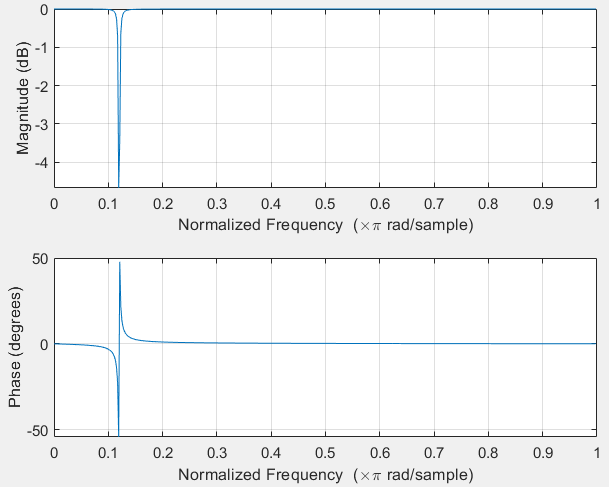 0
-1
-2
-3
-4
Magnitude (dB)
0 0.1 0.2 0.3 0.4 0.5 0.6 0.7 0.8 0.9 1
Normalized Frequency (×π rad/sample)
50
0
-50
Phase (degrees)
0 0.1 0.2 0.3 0.4 0.5 0.6 0.7 0.8 0.9 1
Normalized Frequency (×π rad/sample)